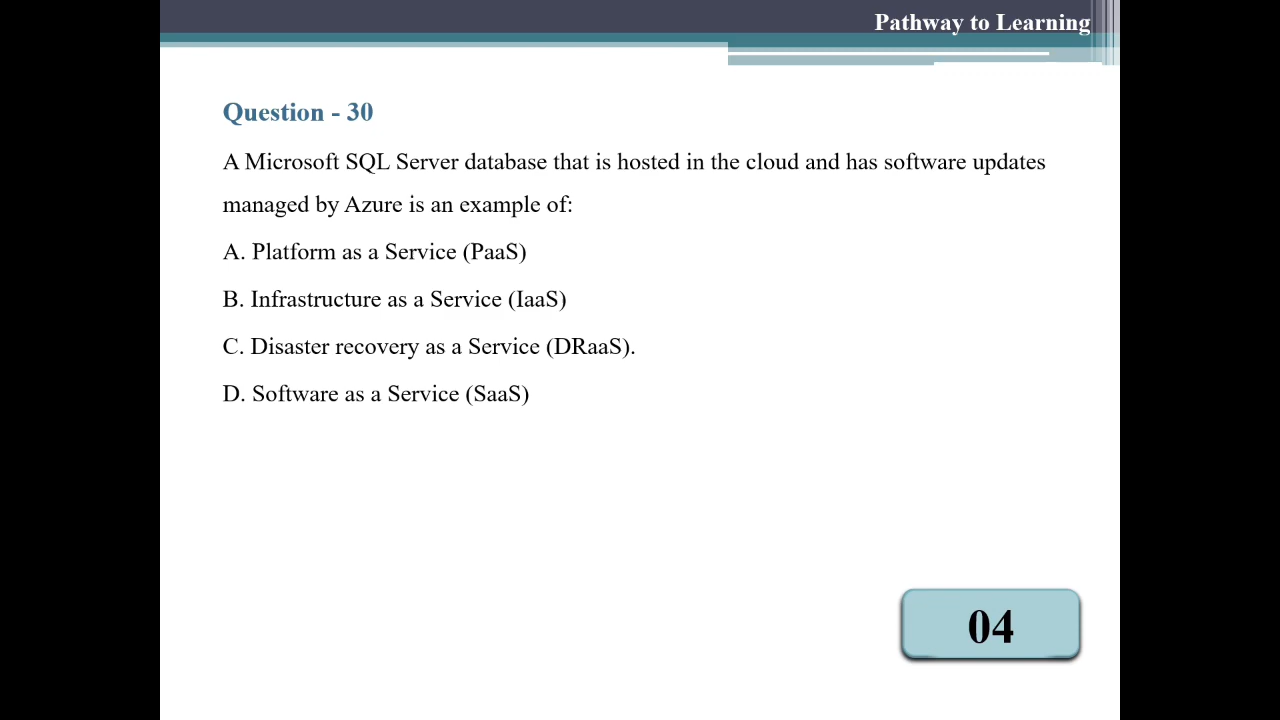 Pathway to Learning
Question - 30
A Microsoft SQL Server database that is hosted in the cloud and has software updates
managed by Azure is an example of:
A. Platform as a Service (PaaS)
B. Infrastructure as a Service (IaaS)
C. Disaster recovery as a Service (DRaaS).
D. Software as a Service (SaaS)
04